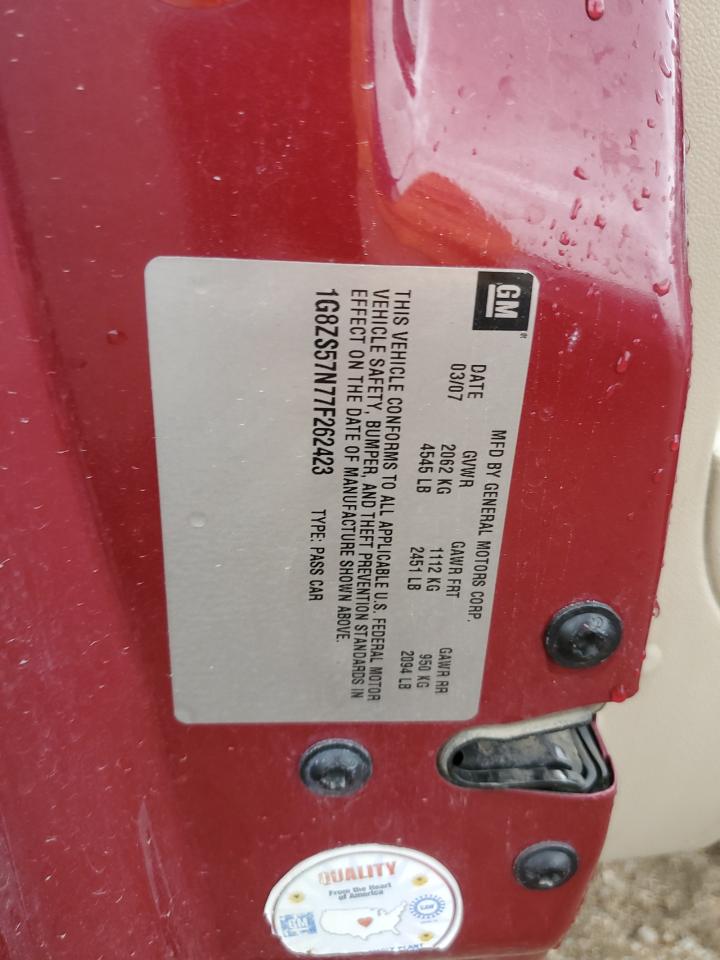 GM
MFD BY GENERAL MOTORS CORP.
DATE GVWR GAWR FRT GAWR RR
03/07 2062 KG 1112 KG 950 KG
4545 LB 2451 LB 2094 LB
THIS VEHICLE CONFORMS TO ALL APPLICABLE U.S. FEDERAL MOTOR
VEHICLE SAFETY, BUMPER, AND THEFT PREVENTION STANDARDS IN
EFFECT ON THE DATE OF MANUFACTURE SHOWN ABOVE.
1G8ZS57N77F262423 TYPE: PASS CAR
QUALITY
From the Heart
of America
GM
UAW
PLANT